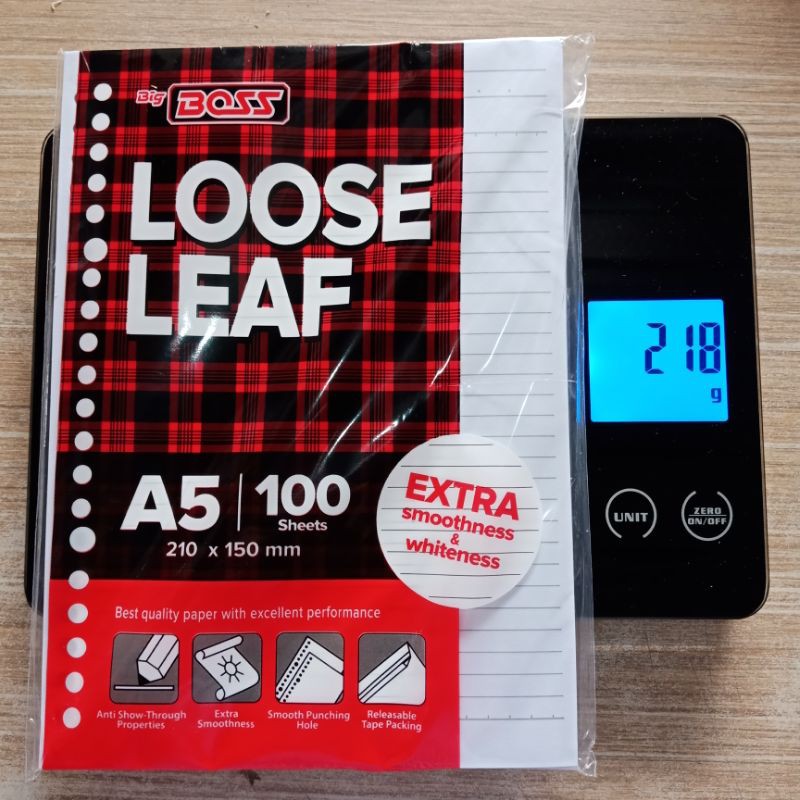 Big BOSS
LOOSE
LEAF
A5 | 100
Sheets
210 x 150 mm
EXTRA
smoothness
&
whiteness
Best quality paper with excellent performance
Anti Show-Through
Properties
Extra
Smoothness
Smooth Punching
Hole
Releasable
Tape Packing
218
g
UNIT
ZERO
ON/OFF